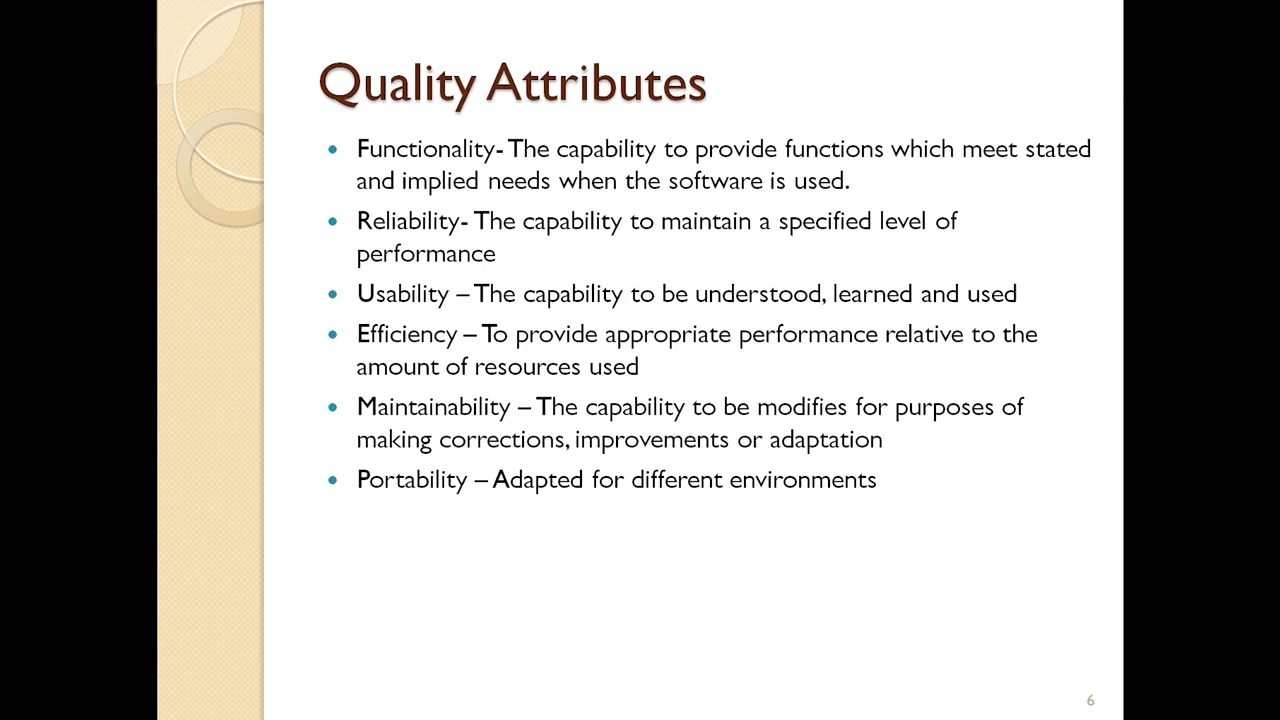 Quality Attributes
Functionality- The capability to provide functions which meet stated
and implied needs when the software is used.
Reliability- The capability to maintain a specified level of
performance
Usability – The capability to be understood, learned and used
Efficiency – To provide appropriate performance relative to the
amount of resources used
Maintainability – The capability to be modifies for purposes of
making corrections, improvements or adaptation
Portability – Adapted for different environments
6